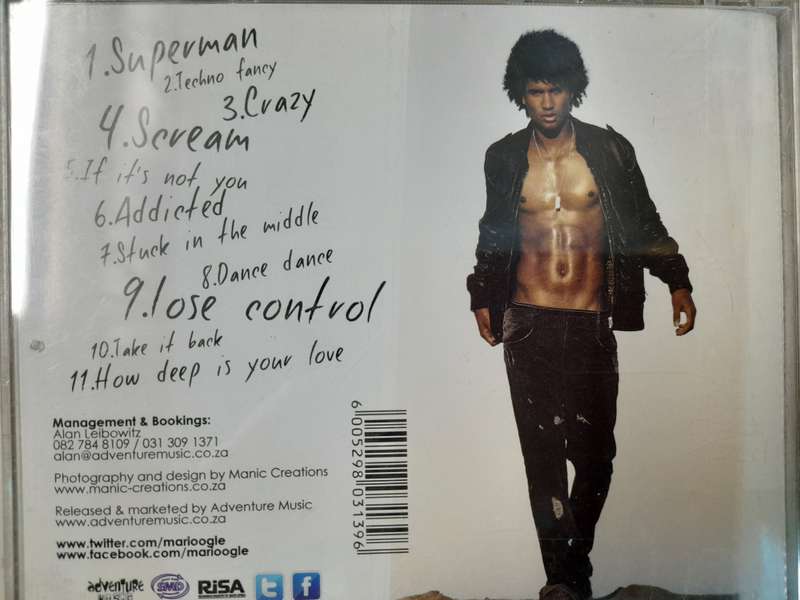 1.Superman
2.Techno fancy
3.Crazy
4.Scream
5.If it's not you
6.Addicted
7.Stuck in the middle
8.Dance dance
9.lose control
10.Take it back
11.How deep is your love
Management & Bookings:
Alan Leibowitz
082 784 8109 / 031 309 1371
alan@adventuremusic.co.za
Photography and design by Manic Creations
www.manic-creations.co.za
Released & marketed by Adventure Music
www.adventuremusic.co.za
www.twitter.com/marioogle
www.facebook.com/marioogle
6 005298 031396
adventure music SMD RiSA t f